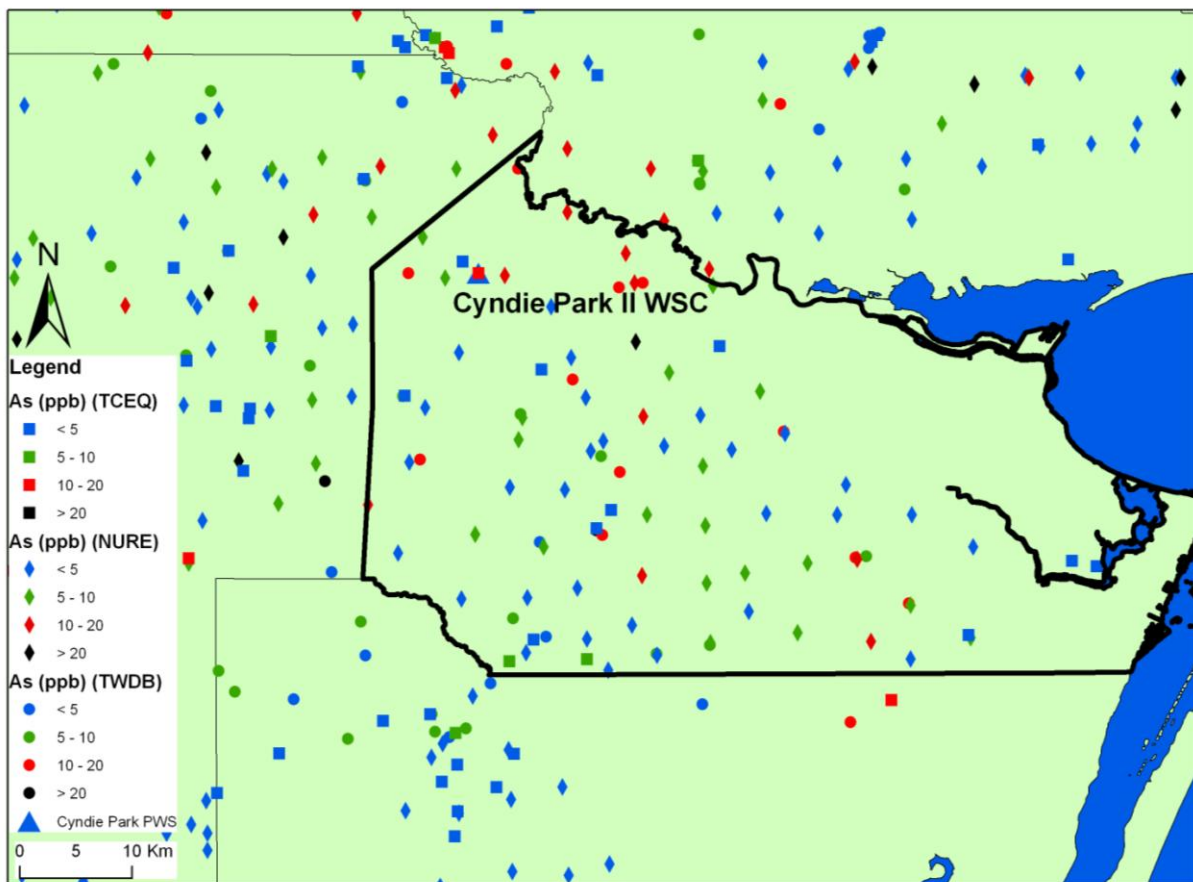 N
Cyndie Park II WSC
Legend
As (ppb) (TCEQ)
< 5
5 - 10
10 - 20
> 20
As (ppb) (NURE)
< 5
5 - 10
10 - 20
> 20
As (ppb) (TWDB)
< 5
5 - 10
10 - 20
> 20
Cyndie Park PWS
0 5 10 Km